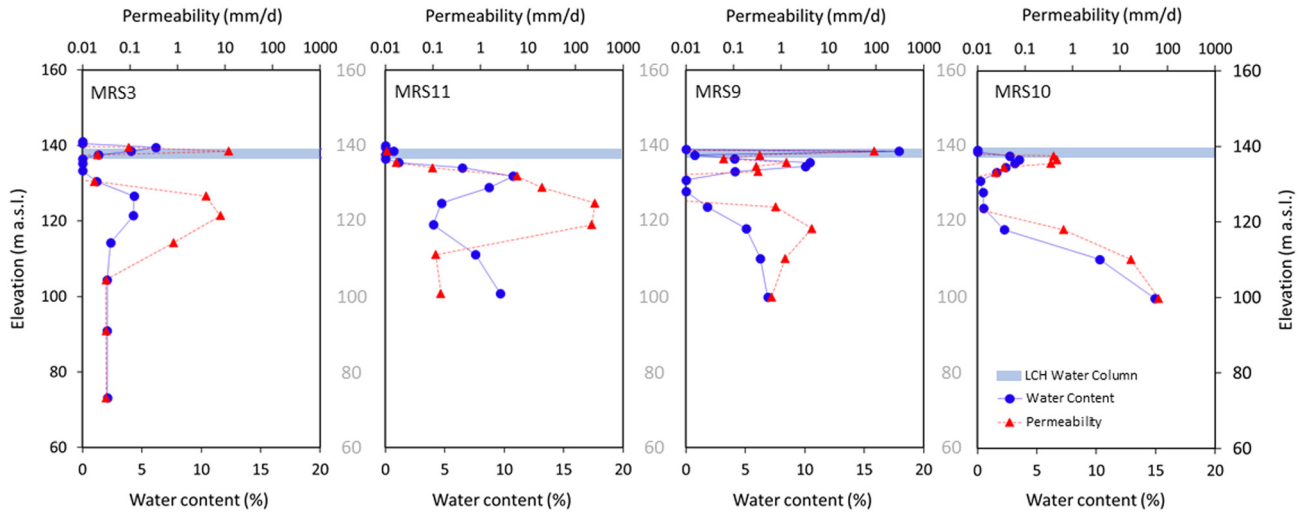 Permeability (mm/d) Permeability (mm/d) Permeability (mm/d) Permeability (mm/d)
0.01 0.1 1 10 1000 0.01 0.1 1 10 1000 0.01 0.1 1 10 1000 0.01 0.1 1 10 1000
160 160 160 160 160
MRS3 MRS11 MRS9 MRS10
140 140 140 140 140
120 120 120 120 120
Elevation (m a.s.l.) Elevation (m a.s.l.)
100 100 100 100 100
80 80 80 80 80
LCH Water Column
Water Content
Permeability
60 60 60 60 60
0 5 10 15 20 0 5 10 15 20 0 5 10 15 20 0 5 10 15 20
Water content (%) Water content (%) Water content (%) Water content (%)